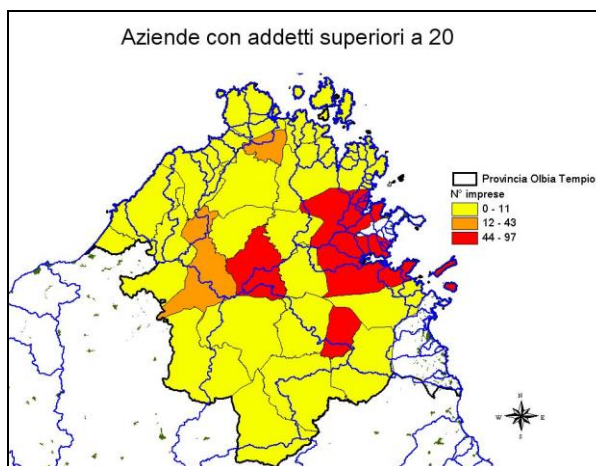 Aziende con addetti superiori a 20
Provincia Olbia Tempio
N° imprese
0 - 11
12 - 43
44 - 97
N
W E
S